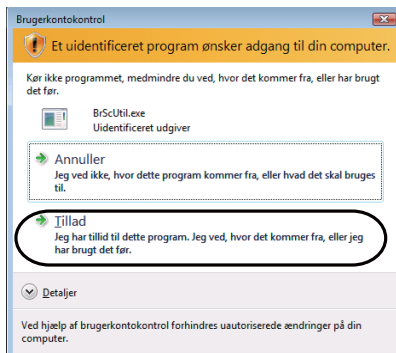 Brugerkontokontrol
Et uidentificeret program ønsker adgang til din computer.
Kør ikke programmet, medmindre du ved, hvor det kommer fra, eller har brugt
det før.
BrScUtil.exe
Uidentificeret udgiver
Annuller
Jeg ved ikke, hvor dette program kommer fra, eller hvad det skal bruges
til.
Tillad
Jeg har tillid til dette program. Jeg ved, hvor det kommer fra, eller jeg
har brugt det før.
Detaljer
Ved hjælp af brugerkontokontrol forhindres uautoriserede ændringer på din
computer.